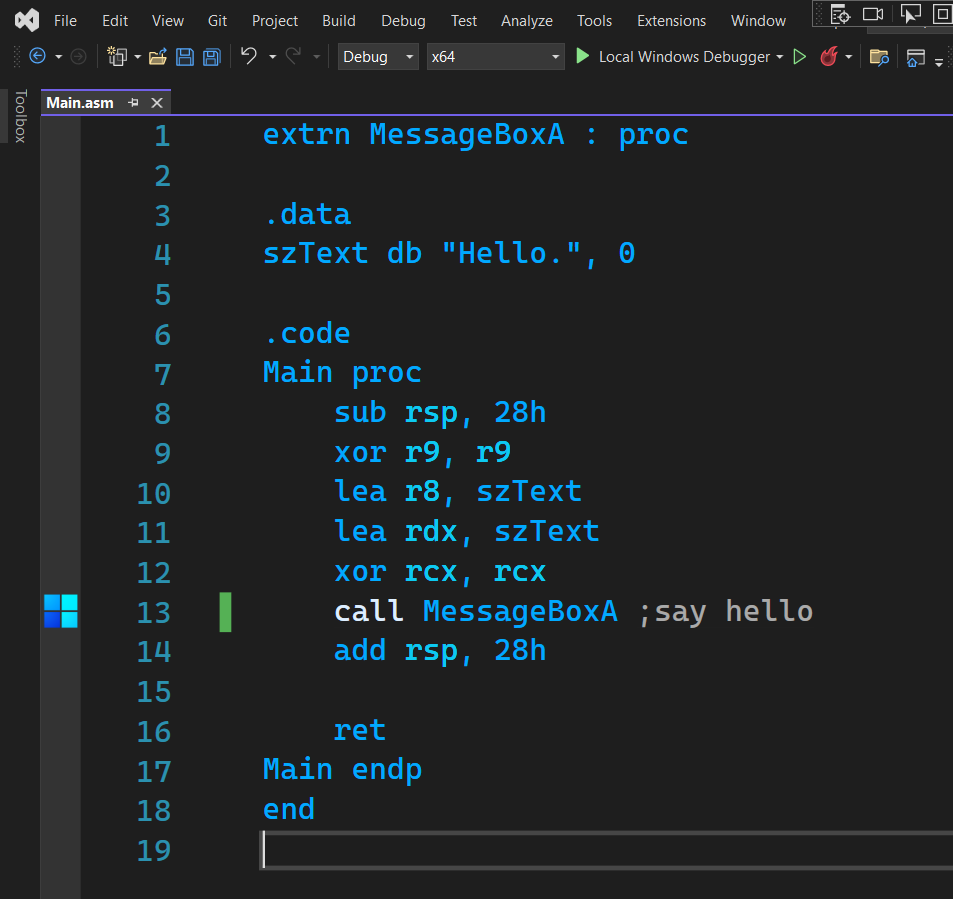 File Edit View Git Project Build Debug Test Analyze Tools Extensions Window
Debug x64 Local Windows Debugger
Toolbox
Main.asm
1 extrn MessageBoxA : proc
2
3 .data
4 szText db "Hello.", 0
5
6 .code
7 Main proc
8 sub rsp, 28h
9 xor r9, r9
10 lea r8, szText
11 lea rdx, szText
12 xor rcx, rcx
13 call MessageBoxA ;say hello
14 add rsp, 28h
15
16 ret
17 Main endp
18 end
19